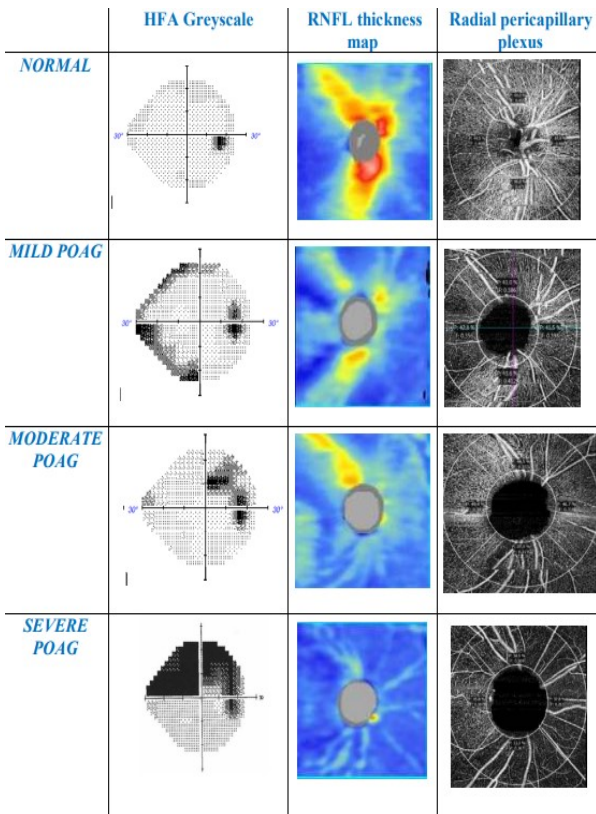 HFA Greyscale
RNFL thickness
map
Radial pericapillary
plexus
NORMAL
30°
30°
MILD POAG
30°
30°
MODERATE
POAG
30°
30°
SEVERE
POAG
30